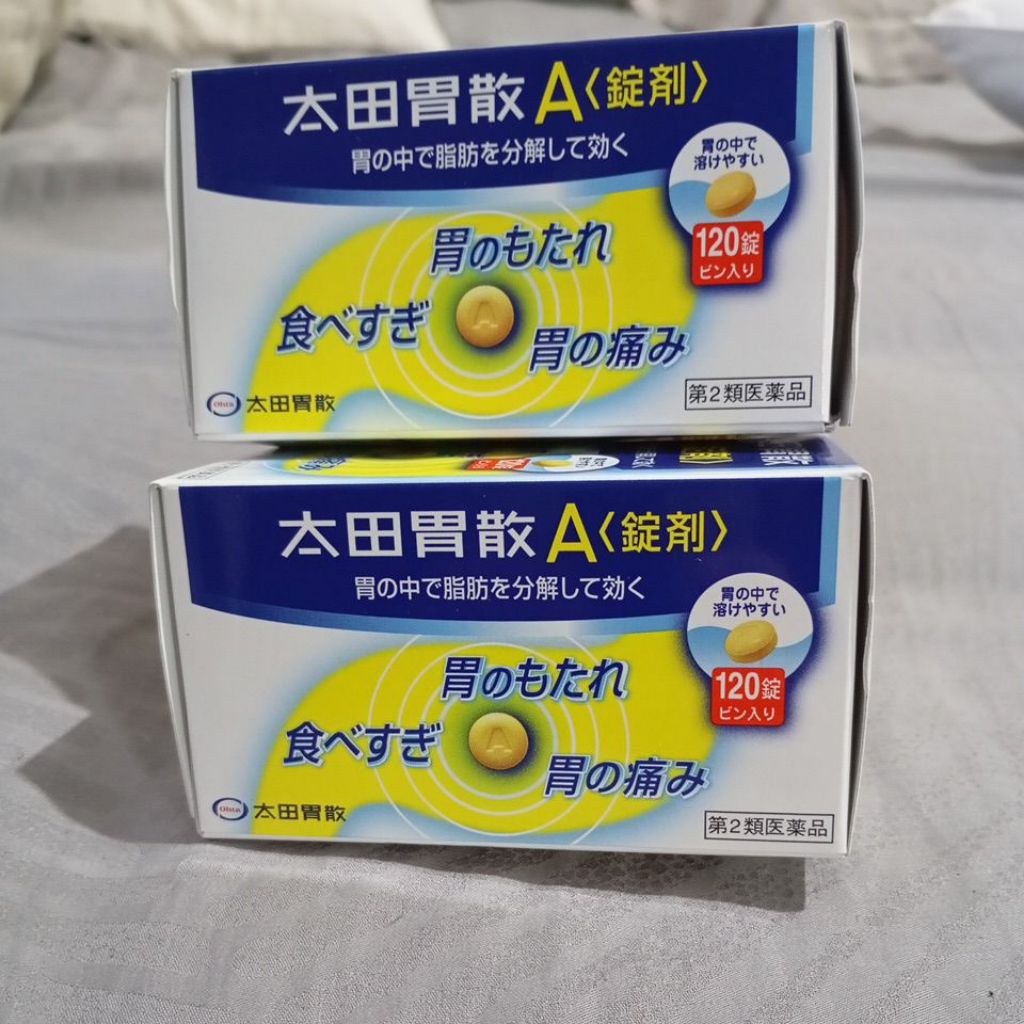 太田胃散A〈錠剤〉
胃の中で脂肪を分解して効く
胃の中で
溶けやすい
120錠
ビン入り
胃のもたれ
食べすぎ
A
胃の痛み
Ohta 太田胃散
第2類医薬品
120錠
太田胃散A〈錠剤〉
胃の中で脂肪を分解して効く
胃の中で
溶けやすい
120錠
ビン入り
胃のもたれ
食べすぎ
A
胃の痛み
Ohta 太田胃散
第2類医薬品